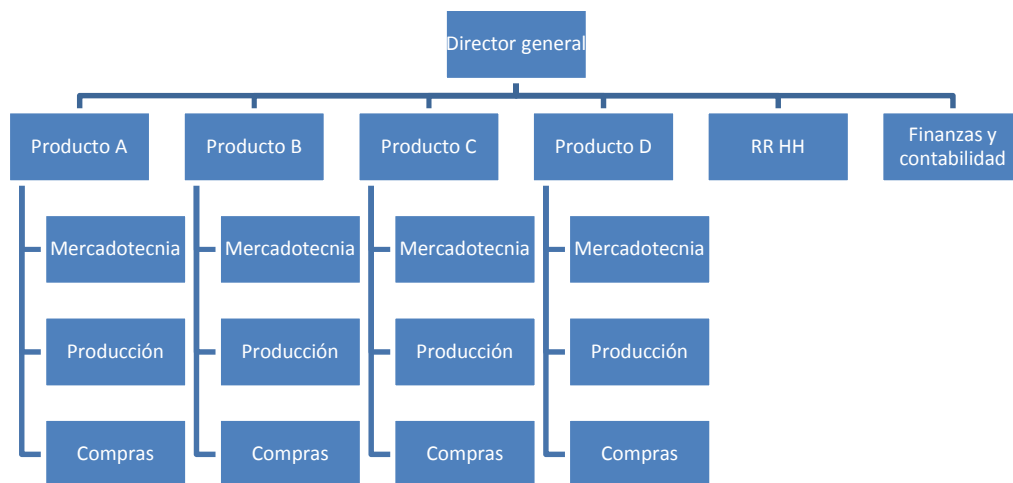 Director general
Producto A
Producto B
Producto C
Producto D
RR HH
Finanzas y
contabilidad
Mercadotecnia
Mercadotecnia
Mercadotecnia
Mercadotecnia
Producción
Producción
Producción
Producción
Compras
Compras
Compras
Compras